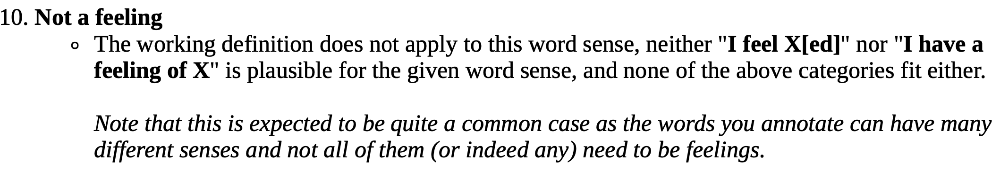 10. Not a feeling
◦ The working definition does not apply to this word sense, neither "I feel X[ed]" nor "I have a
feeling of X" is plausible for the given word sense, and none of the above categories fit either.
Note that this is expected to be quite a common case as the words you annotate can have many
different senses and not all of them (or indeed any) need to be feelings.